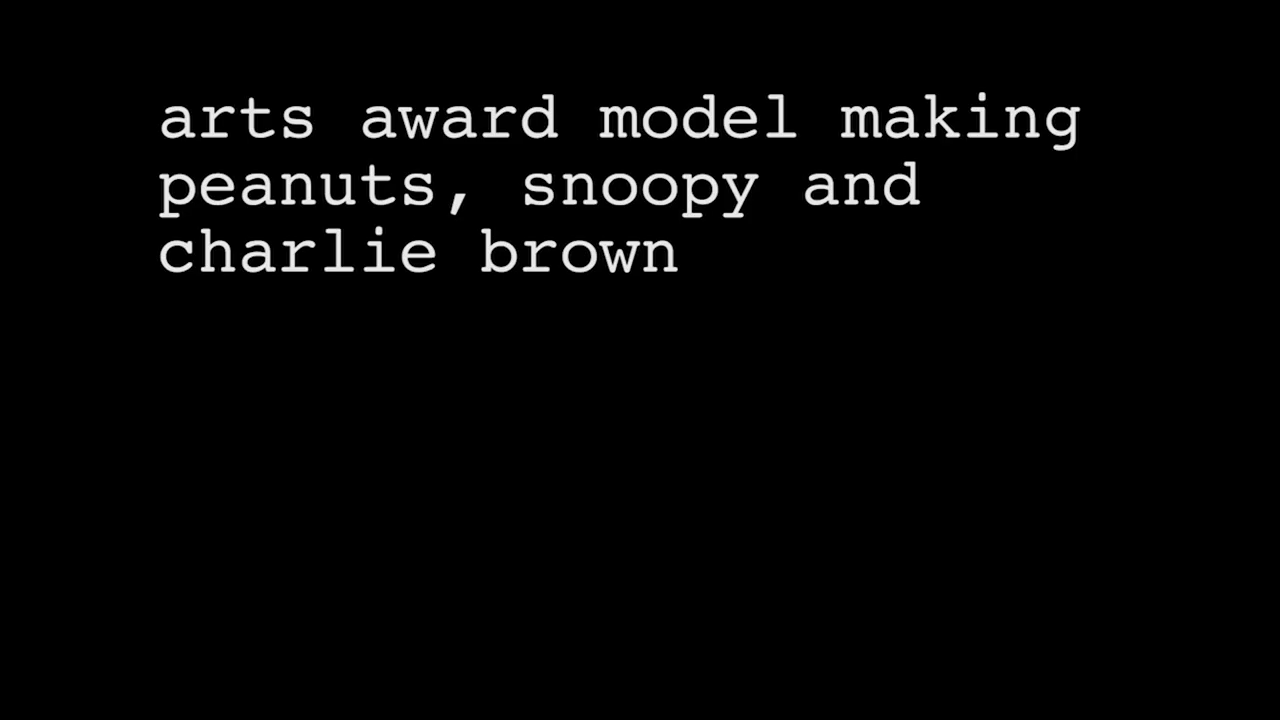 arts award model making
peanuts, snoopy and
charlie brown